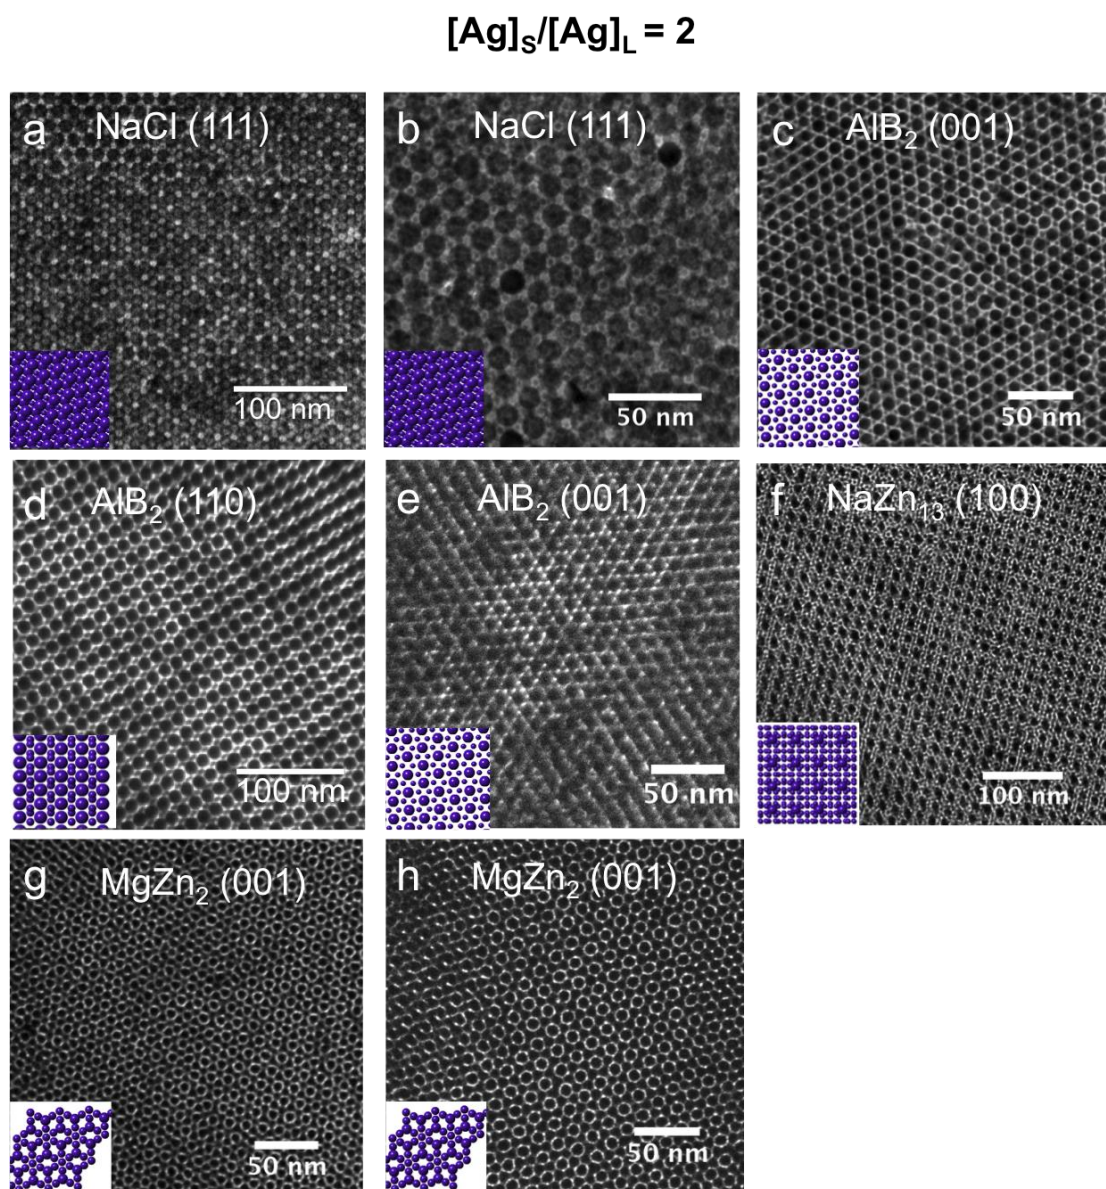 [Ag]S/[Ag]L = 2
a NaCl (111)
100 nm
b NaCl (111)
50 nm
c AlB2 (001)
50 nm
d AlB2 (110)
100 nm
e AlB2 (001)
50 nm
f NaZn13 (100)
100 nm
g MgZn2 (001)
50 nm
h MgZn2 (001)
50 nm